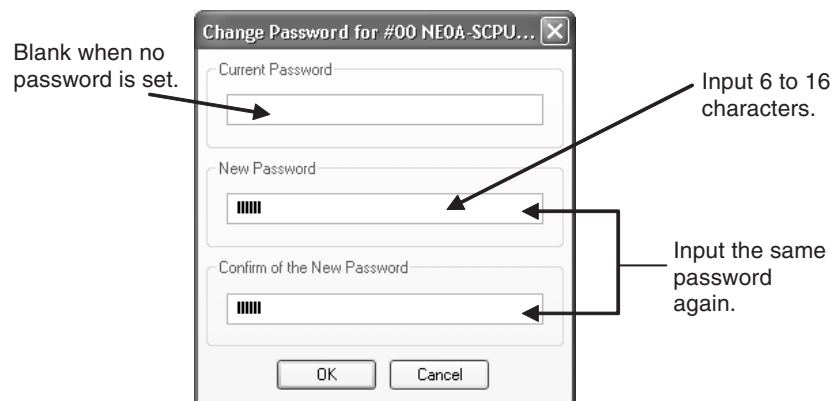 Change Password for #00 NE0A-SCPU...
Blank when no
password is set.
Current Password
Input 6 to 16
characters.
New Password
Input the same
password
again.
Confirm of the New Password
OK
Cancel